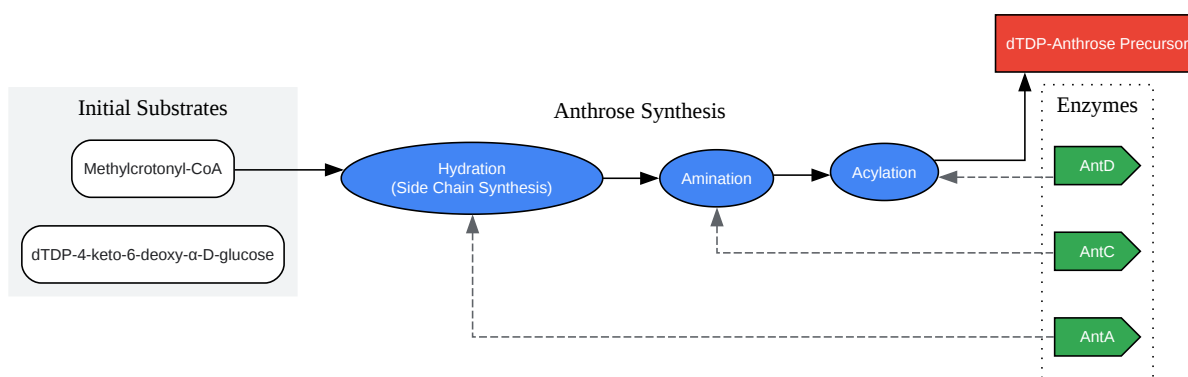 dTDP-Anthrose Precursor
Initial Substrates
Anthrose Synthesis
Enzymes
Methylcrotonyl-CoA
Hydration
(Side Chain Synthesis)
Amination
Acylation
AntD
dTDP-4-keto-6-deoxy-α-D-glucose
AntC
AntA